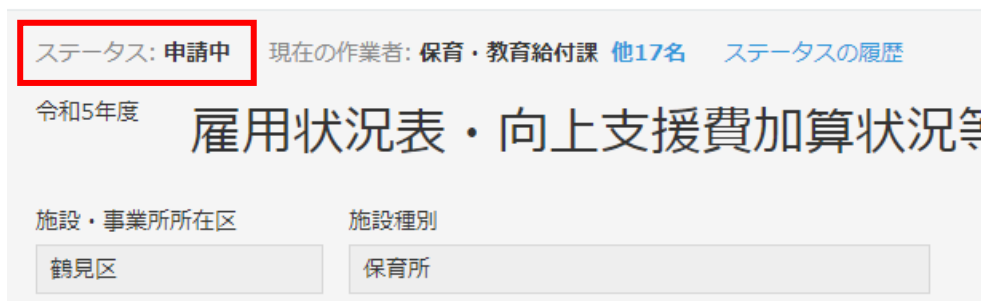 ステータス: 申請中 現在の作業者: 保育・教育給付課 他17名 ステータスの履歴
令和5年度 雇用状況表・向上支援費加算状況等
施設・事業所所在区 施設種別
鶴見区 保育所